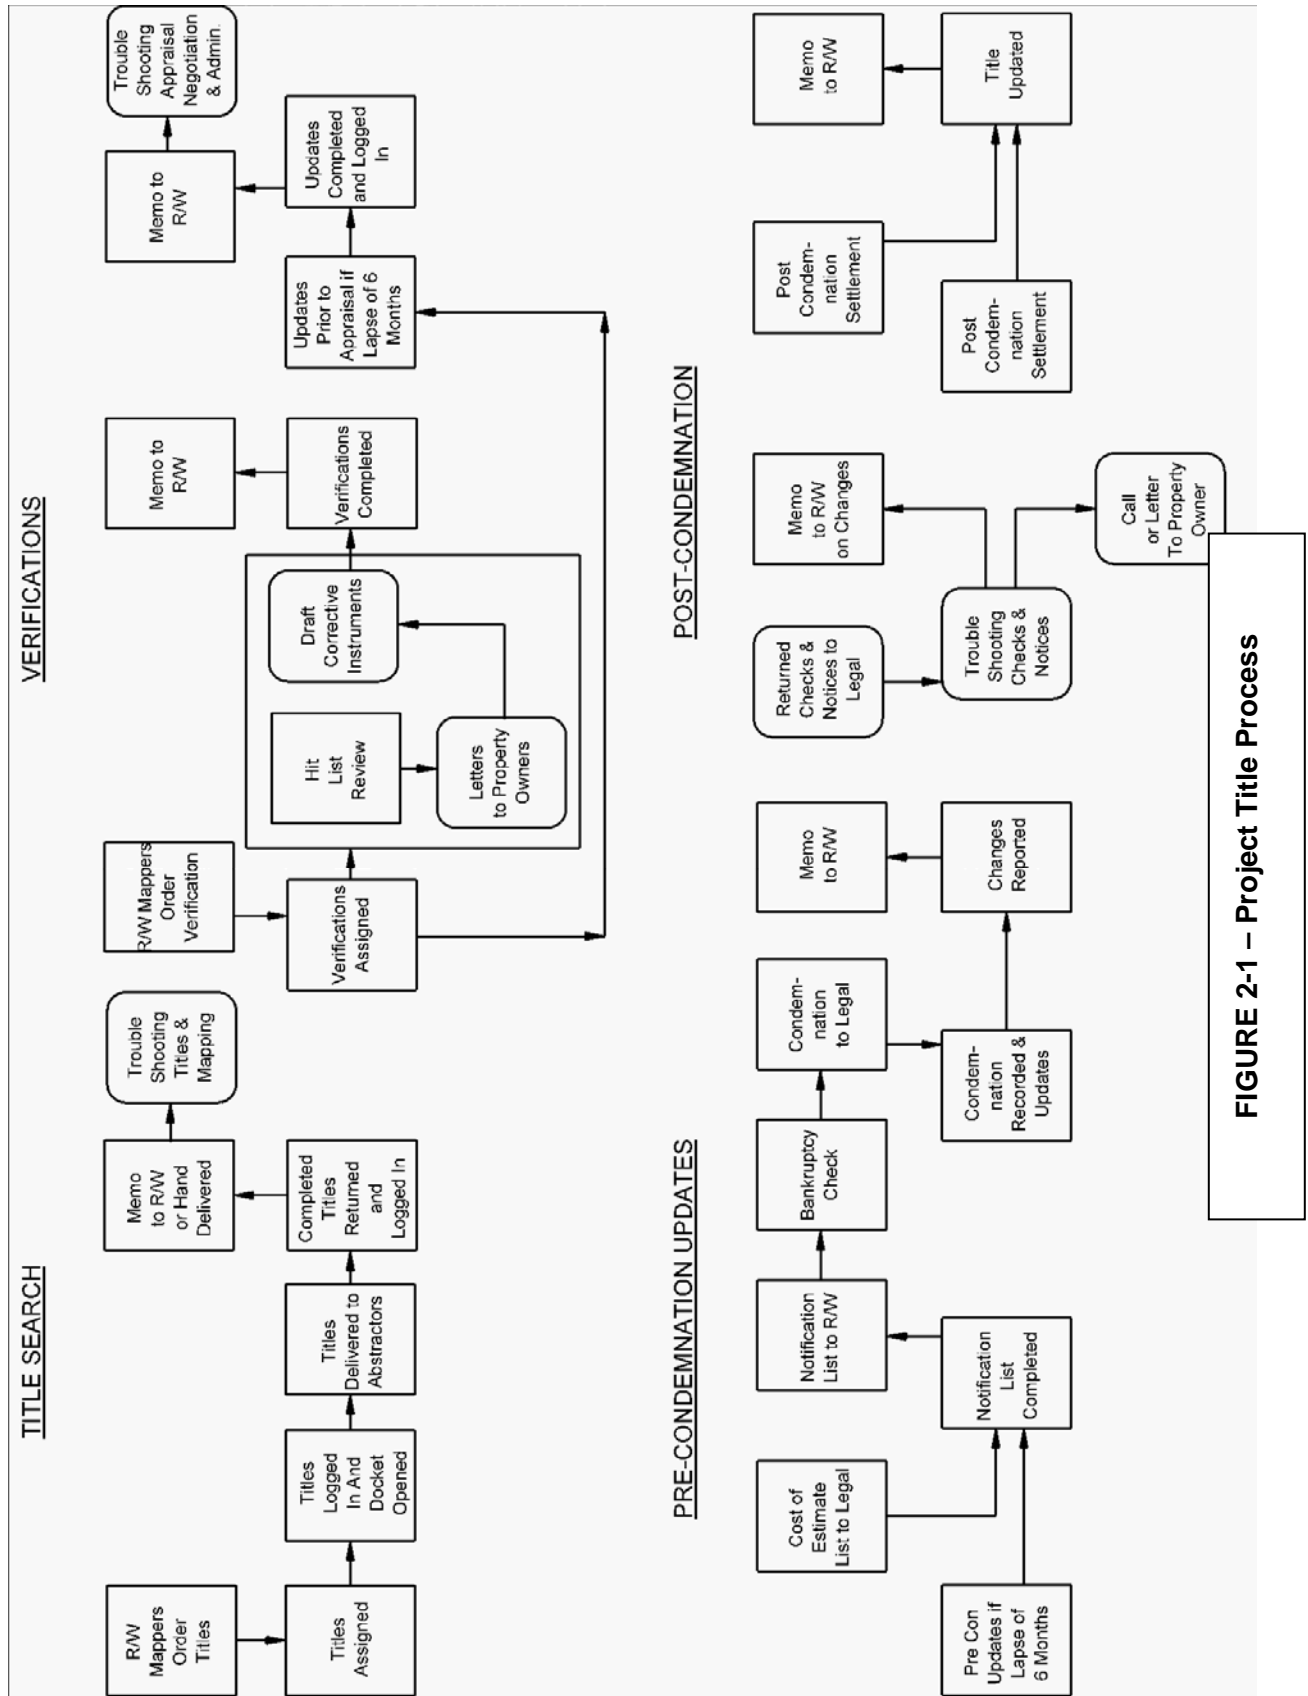 TITLE SEARCH
R/W
Mappers
Order
Titles
Titles
Assigned
Titles
Logged
In And
Docket
Opened
Titles
Delivered to
Abstractors
Completed
Titles
Returned
and
Logged In
Memo
to R/W
or Hand
Delivered
Trouble
Shooting
Titles &
Mapping
VERIFICATIONS
R/W Mappers
Order
Verification
Verifications
Assigned
Hit
List
Review
Letters
to Property
Owners
Draft
Corrective
Instruments
Verifications
Completed
Memo to
R/W
Updates
Prior to
Appraisal if
Lapse of 6
Months
Updates
Completed
and Logged
In
Memo to
R/W
Trouble
Shooting
Appraisal
Negotiation
& Admin.
PRE-CONDEMNATION UPDATES
Cost of
Estimate
List to Legal
Pre Con
Updates if
Lapse of
6 Months
Notification
List
Completed
Notification
List to R/W
Bankruptcy
Check
Condem-
nation
to Legal
Condem-
nation
Recorded &
Updates
Changes
Reported
Memo
to R/W
POST-CONDEMNATION
Returned
Checks &
Notices to
Legal
Trouble
Shooting
Checks &
Notices
Memo
to R/W
on Changes
Call
or Letter
To Property
Owner
Post
Condem-
nation
Settlement
Post
Condem-
nation
Settlement
Title
Updated
Memo
to R/W
FIGURE 2-1 – Project Title Process